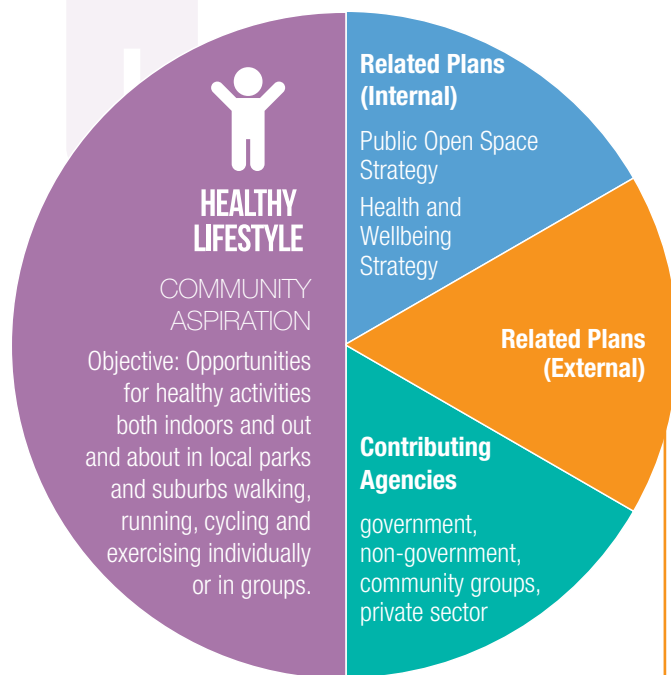 HEALTHY
LIFESTYLE
COMMUNITY
ASPIRATION
Objective: Opportunities
for healthy activities
both indoors and out
and about in local parks
and suburbs walking,
running, cycling and
exercising individually
or in groups.
Related Plans
(Internal)
Public Open Space
Strategy
Health and
Wellbeing
Strategy
Related Plans
(External)
Contributing
Agencies
government,
non-government,
community groups,
private sector